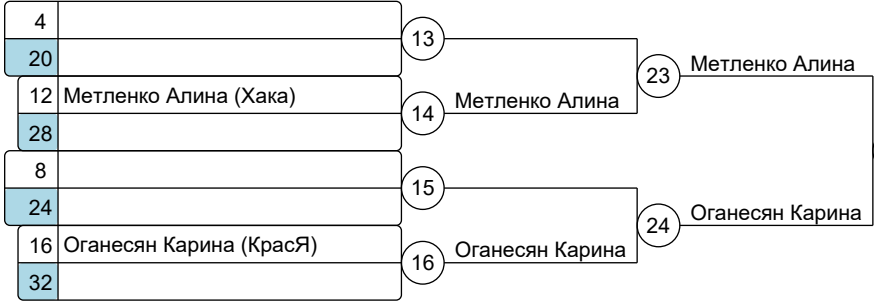 4
13
20
23 Метленко Алина
12 Метленко Алина (Хака)
14 Метленко Алина
28
8
15
24
24 Оганесян Карина
16 Оганесян Карина (КрасЯ)
16 Оганесян Карина
32